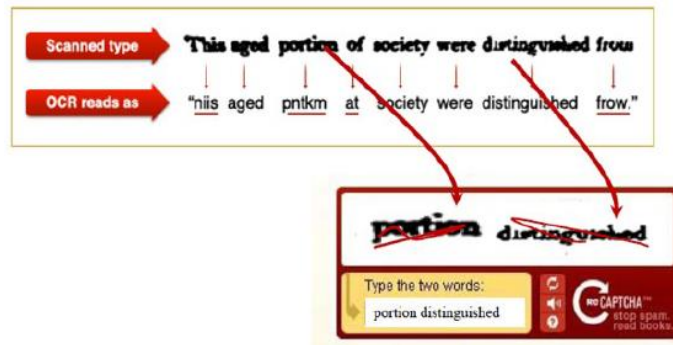 Scanned type
This aged portion of society were distinguished from
OCR reads as
"niis aged pntkm at society were distinguished frow."
portion distinguished
Type the two words:
portion distinguished
reCAPTCHA™
stop spam.
read books.